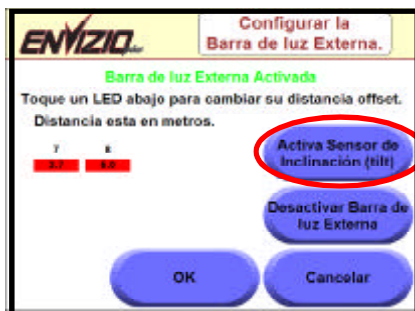 ENVIZIO
Configurar la
Barra de luz Externa.
Barra de luz Externa Activada
Toque un LED abajo para cambiar su distancia offset.
Distancia esta en metros.
7 8
3.7
Activa Sensor de
Inclinación (tilt)
Desactivar Barra de
luz Externa
OK
Cancelar